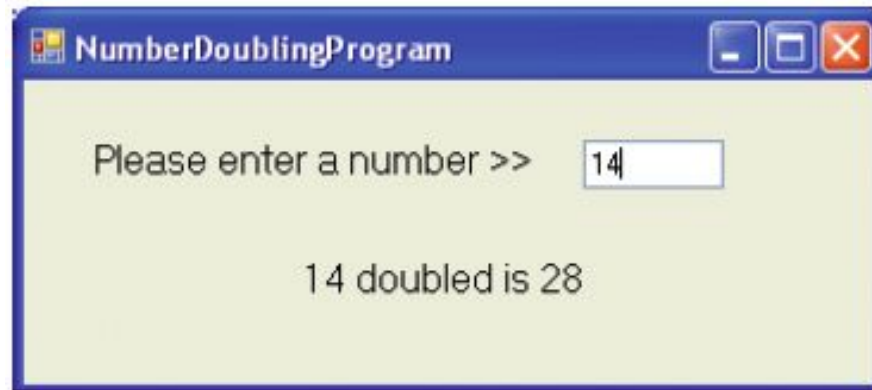 NumberDoublingProgram
Please enter a number >> 14
14 doubled is 28